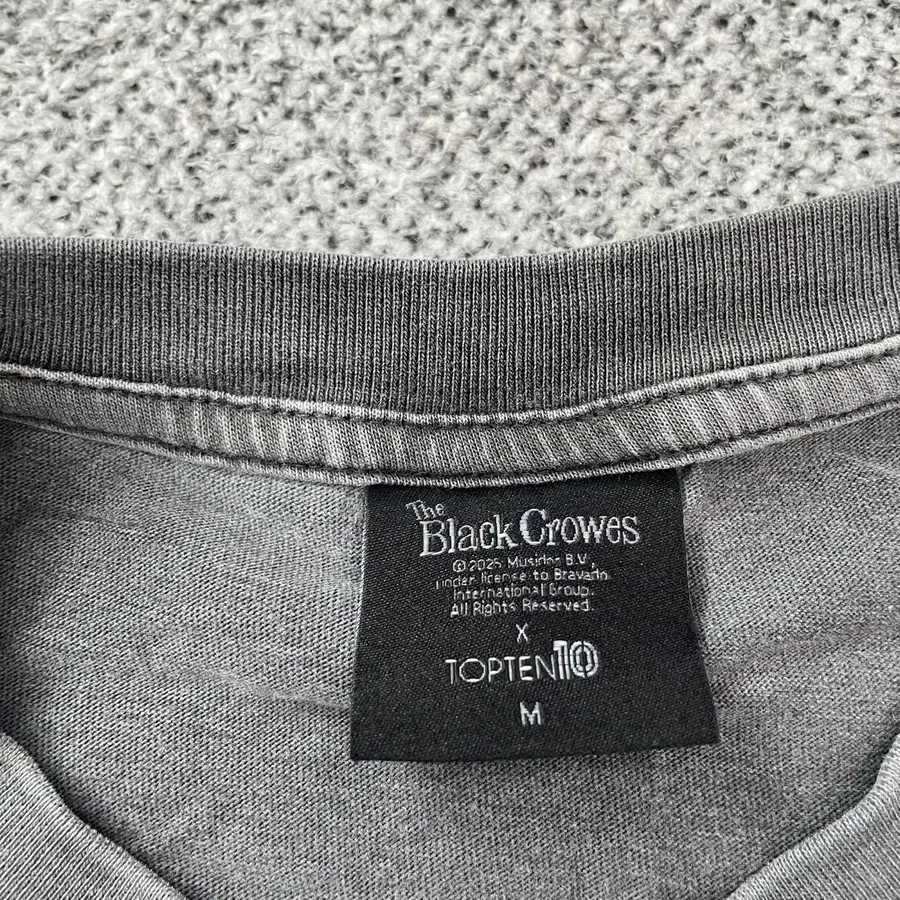 The
Black Crowes
© 2025 Musidor B.V.,
under license to Bravado
International Group.
All Rights Reserved.
X
TOPTEN10
M